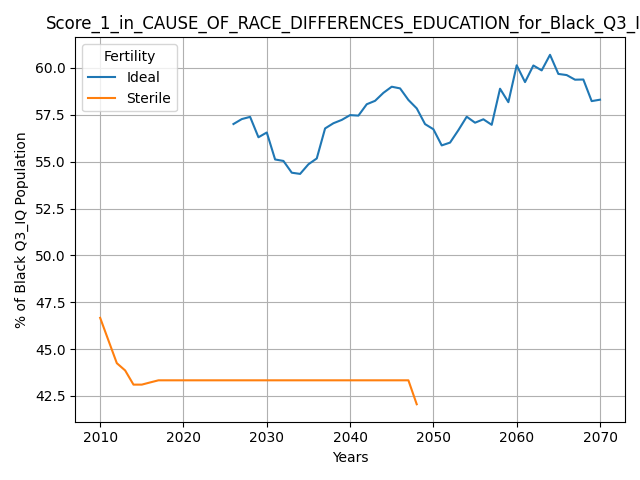 Score_1_in_CAUSE_OF_RACE_DIFFERENCES_EDUCATION_for_Black_Q3_I
Fertility
Ideal
Sterile
% of Black Q3_IQ Population
60.0
57.5
55.0
52.5
50.0
47.5
45.0
42.5
2010 2020 2030 2040 2050 2060 2070
Years